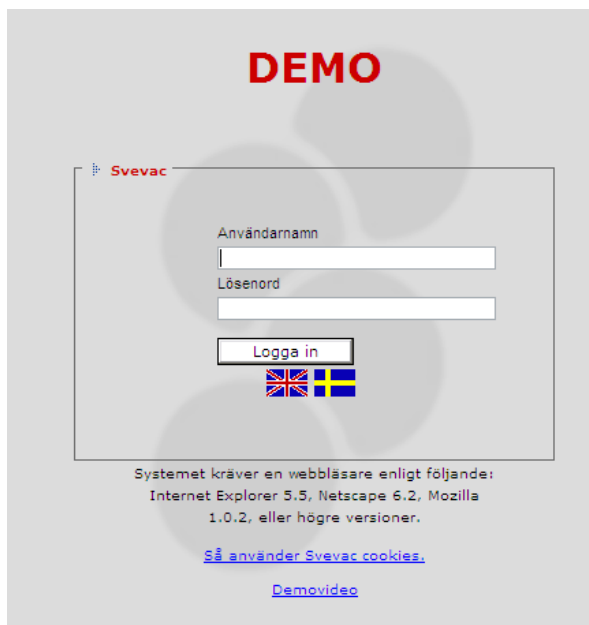 DEMO
Svevac
Användarnamn
Lösenord
Logga in
Systemet kräver en webbläsare enligt följande:
Internet Explorer 5.5, Netscape 6.2, Mozilla
1.0.2, eller högre versioner.
Så använder Svevac cookies.
Demovideo